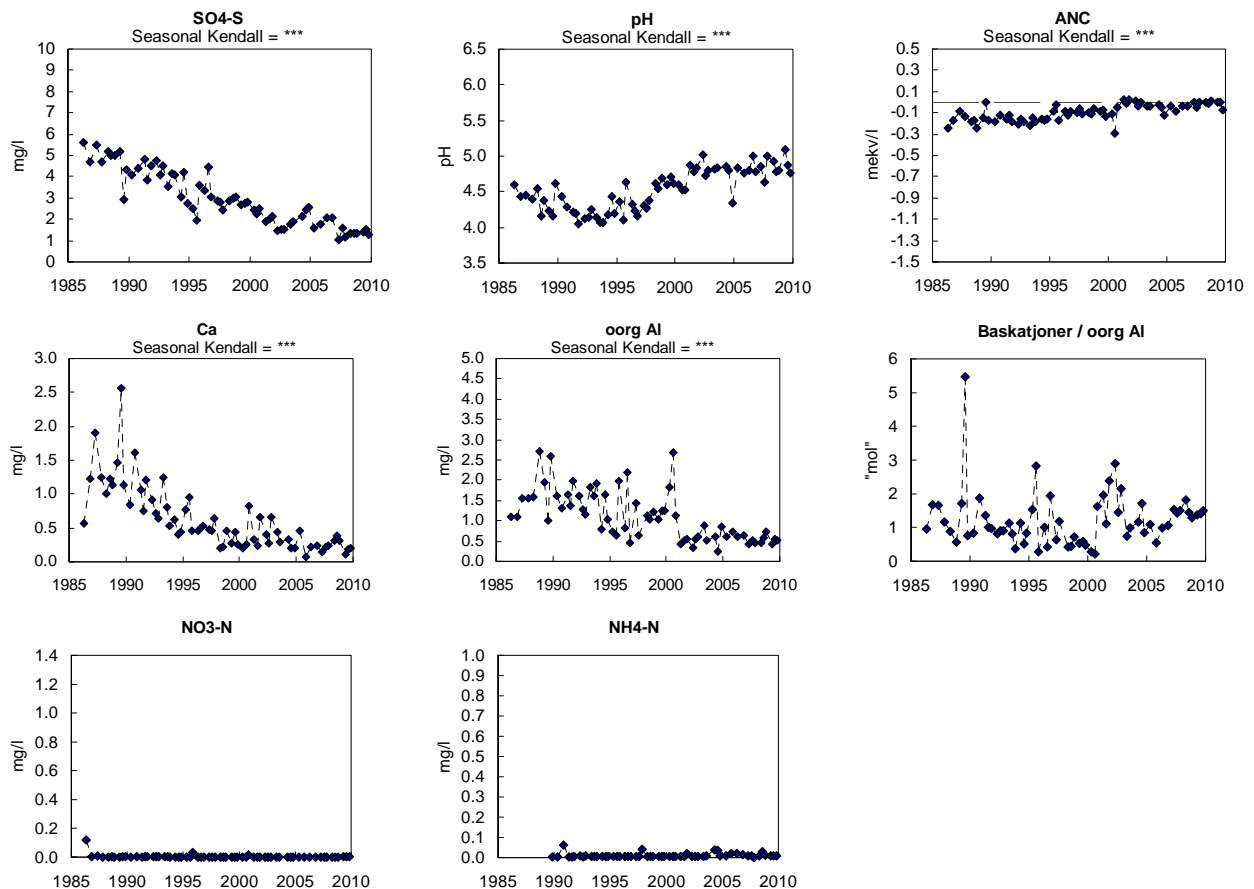 SO4-S
Seasonal Kendall = ***
10
9
8
7
6
5
4
3
2
1
0
mg/l
1985 1990 1995 2000 2005 2010
pH
Seasonal Kendall = ***
6.5
6.0
5.5
5.0
4.5
4.0
3.5
pH
1985 1990 1995 2000 2005 2010
ANC
Seasonal Kendall = ***
0.5
0.3
0.1
-0.1
-0.3
-0.5
-0.7
-0.9
-1.1
-1.3
-1.5
mekv/l
1985 1990 1995 2000 2005 2010
Ca
Seasonal Kendall = ***
3.0
2.5
2.0
1.5
1.0
0.5
0.0
mg/l
1985 1990 1995 2000 2005 2010
oorg Al
Seasonal Kendall = ***
5.0
4.5
4.0
3.5
3.0
2.5
2.0
1.5
1.0
0.5
0.0
mg/l
1985 1990 1995 2000 2005 2010
Baskatjoner / oorg Al
6
5
4
3
2
1
0
"mol"
1985 1990 1995 2000 2005 2010
NO3-N
1.4
1.2
1.0
0.8
0.6
0.4
0.2
0.0
mg/l
1985 1990 1995 2000 2005 2010
NH4-N
1.0
0.9
0.8
0.7
0.6
0.5
0.4
0.3
0.2
0.1
0.0
mg/l
1985 1990 1995 2000 2005 2010